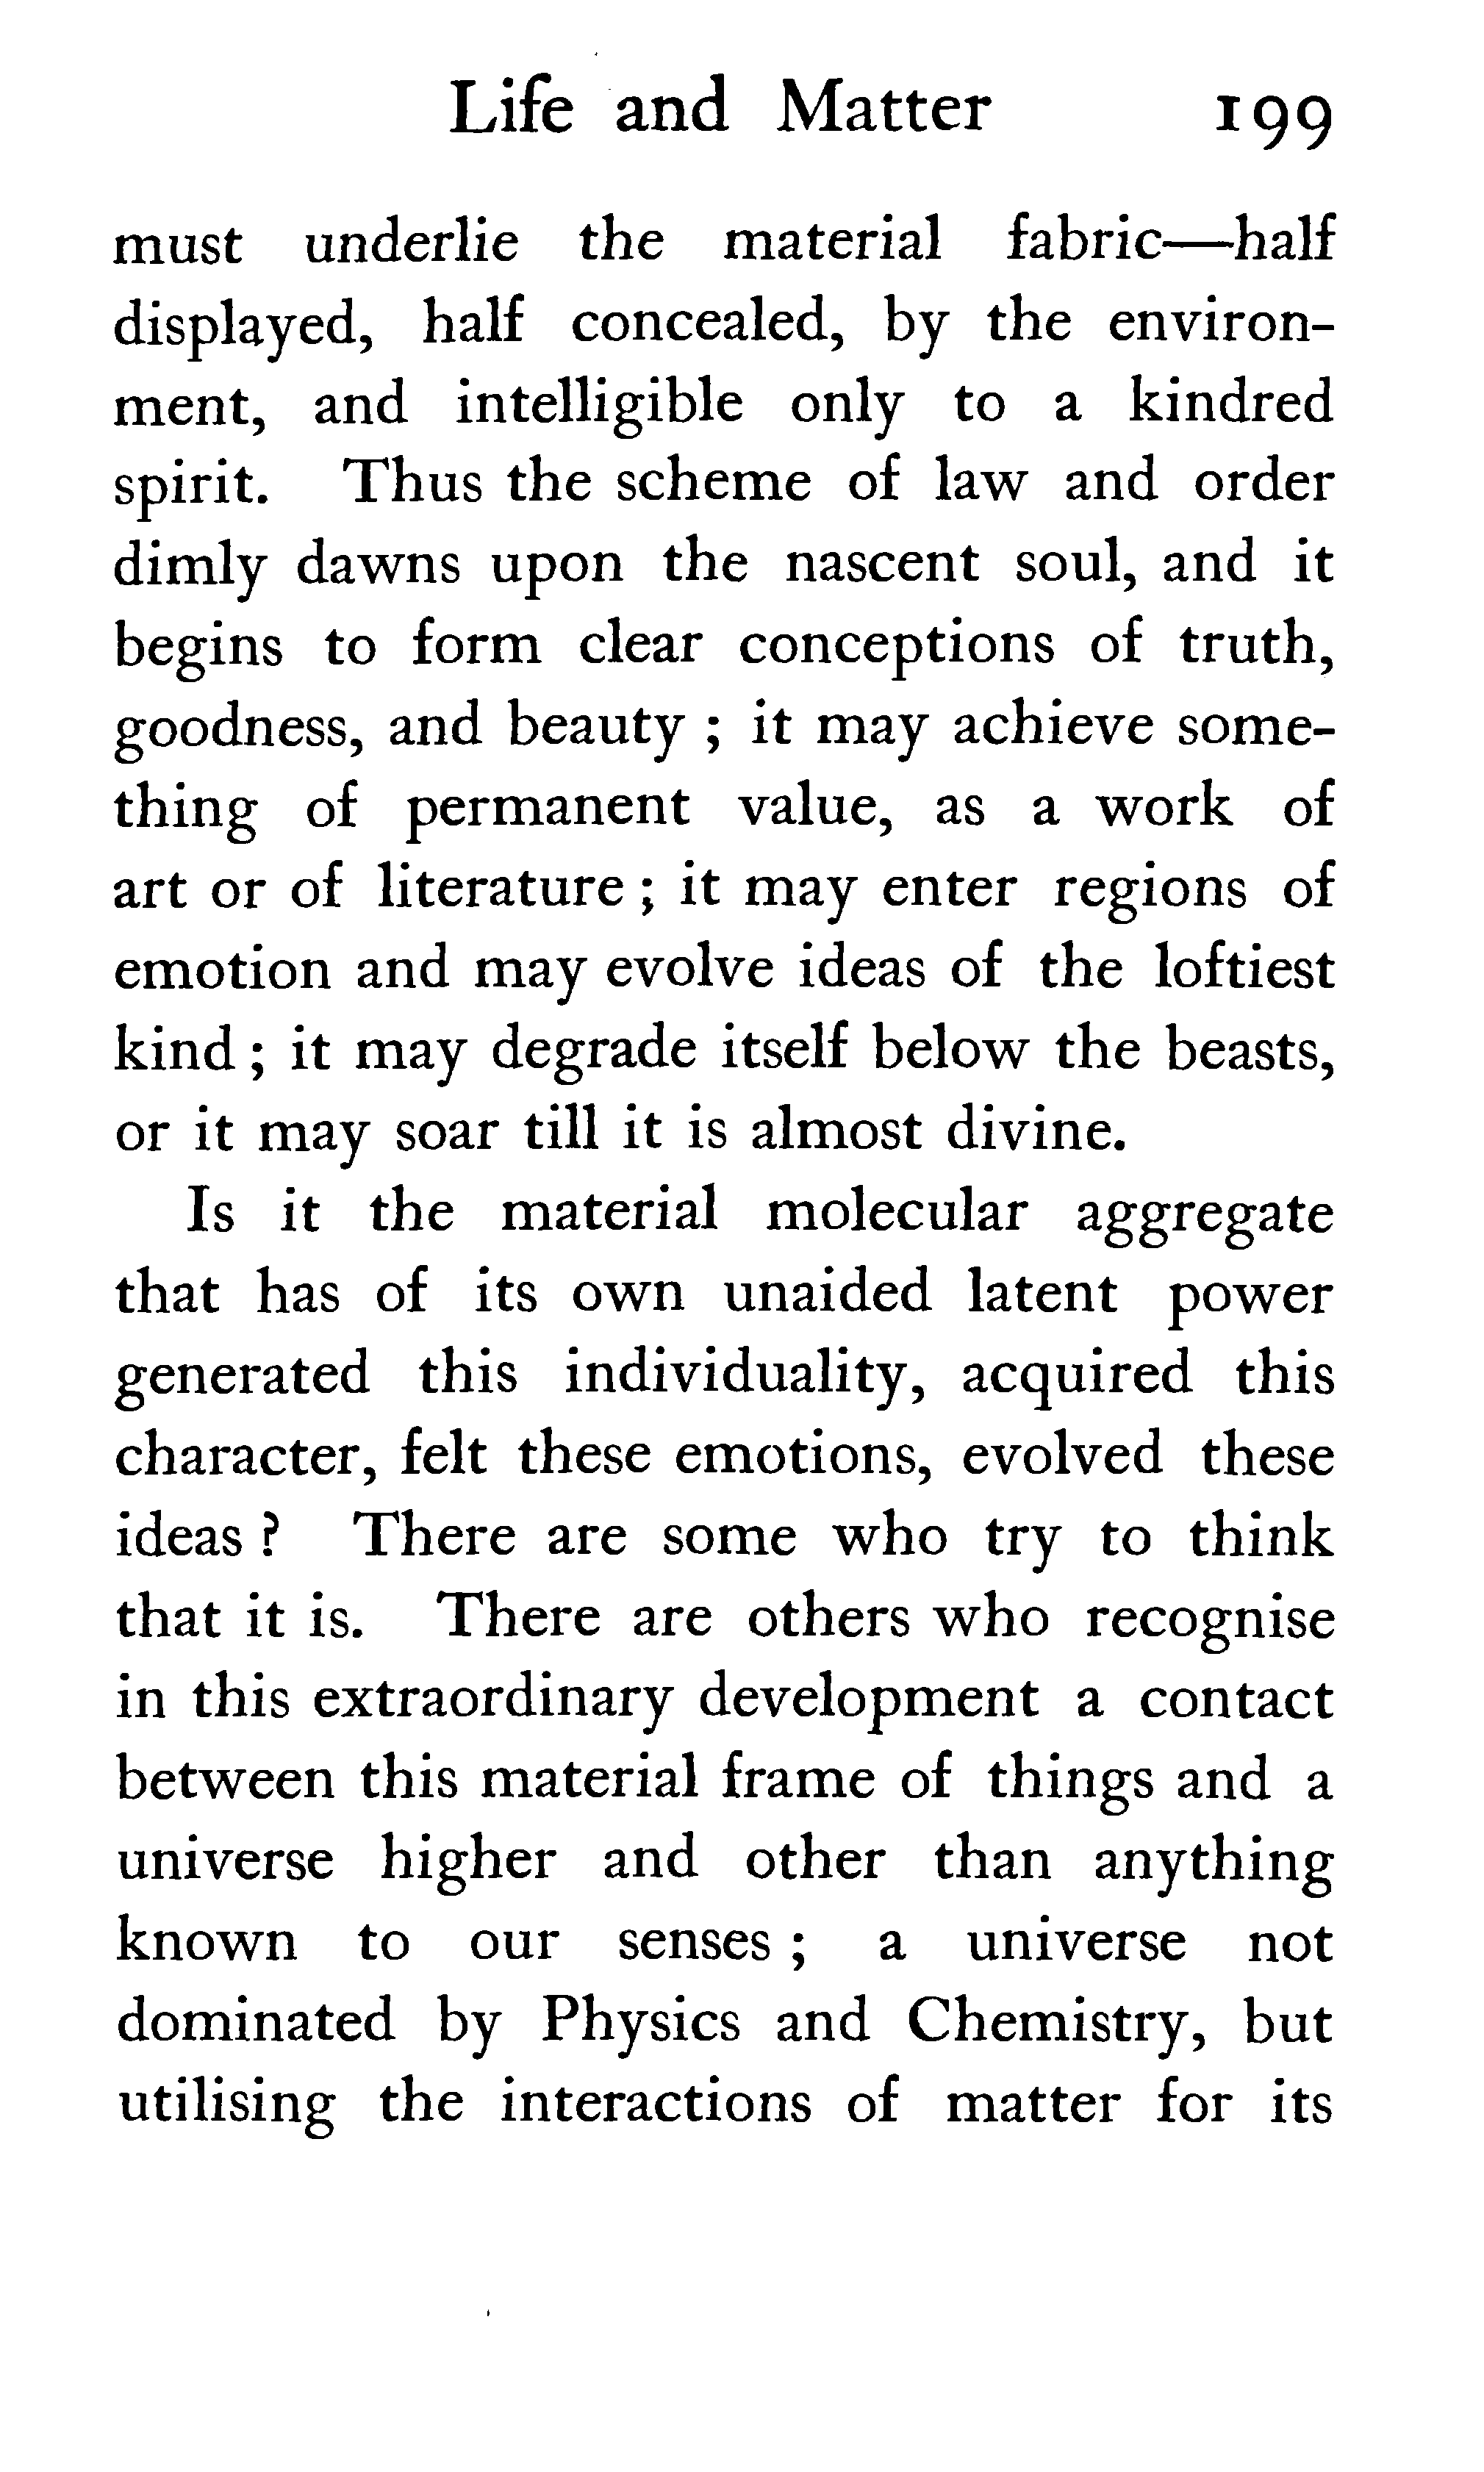 Life and Matter 199
must underlie the material fabric—half
displayed, half concealed, by the environ-
ment, and intelligible only to a kindred
spirit. Thus the scheme of law and order
dimly dawns upon the nascent soul, and it
begins to form clear conceptions of truth,
goodness, and beauty ; it may achieve some-
thing of permanent value, as a work of
art or of literature ; it may enter regions of
emotion and may evolve ideas of the loftiest
kind ; it may degrade itself below the beasts,
or it may soar till it is almost divine.
Is it the material molecular aggregate
that has of its own unaided latent power
generated this individuality, acquired this
character, felt these emotions, evolved these
ideas ? There are some who try to think
that it is. There are others who recognise
in this extraordinary development a contact
between this material frame of things and a
universe higher and other than anything
known to our senses ; a universe not
dominated by Physics and Chemistry, but
utilising the interactions of matter for its